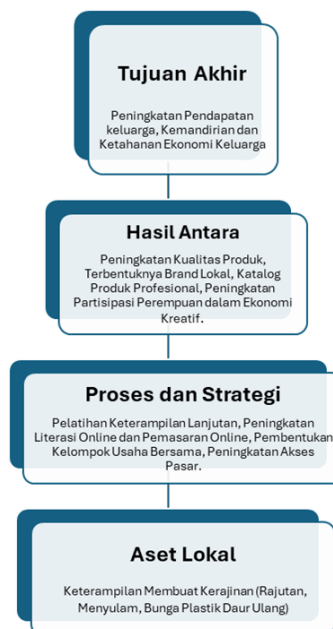 Tujuan Akhir
Peningkatan Pendapatan
keluarga, Kemandirian dan
Ketahanan Ekonomi Keluarga
Hasil Antara
Peningkatan Kualitas Produk,
Terbentuknya Brand Lokal, Katalog
Produk Profesional, Peningkatan
Partisipasi Perempuan dalam Ekonomi
Kreatif.
Proses dan Strategi
Pelatihan Keterampilan Lanjutan, Peningkatan
Literasi Online dan Pemasaran Online, Pembentukan
Kelompok Usaha Bersama, Peningkatan Akses
Pasar.
Aset Lokal
Keterampilan Membuat Kerajinan (Rajutan,
Menyulam, Bunga Plastik Daur Ulang)